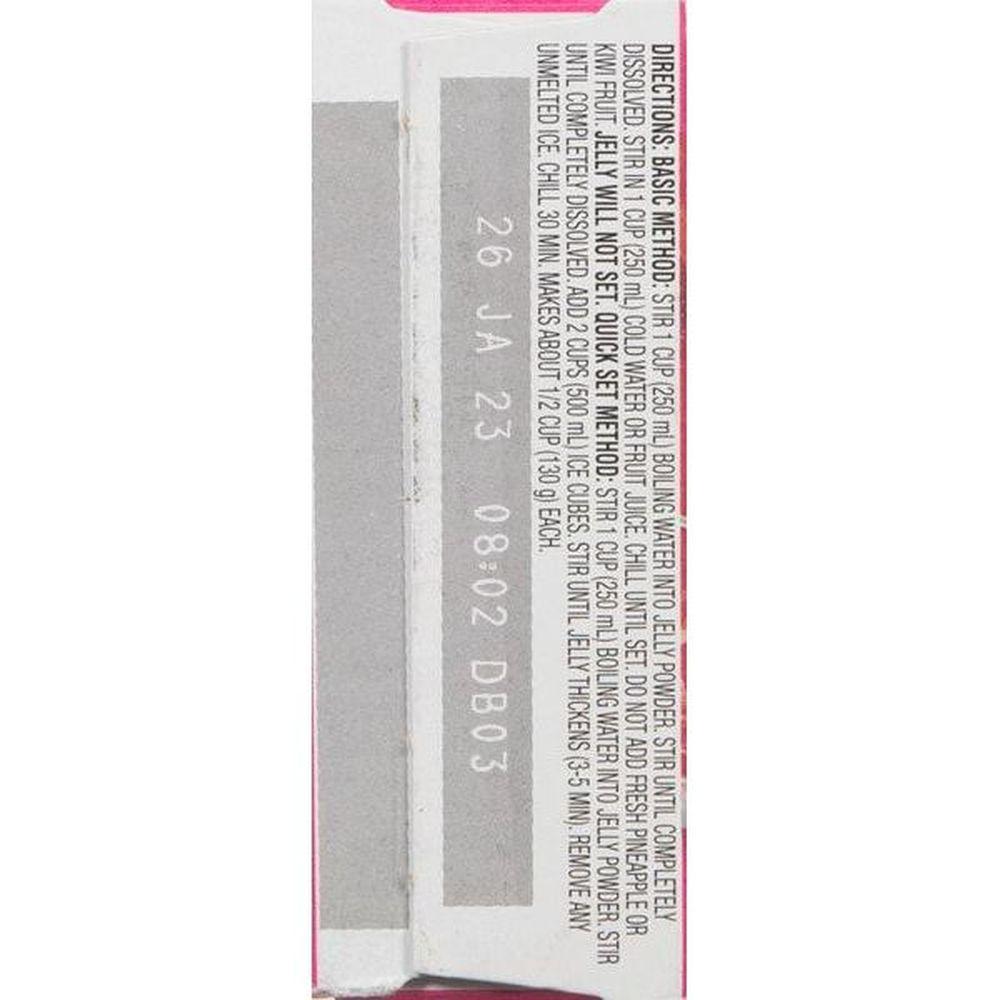 DIRECTIONS: BASIC METHOD: STIR 1 CUP (250 mL) BOILING WATER INTO JELLY POWDER. STIR UNTIL COMPLETELY
DISSOLVED. STIR IN 1 CUP (250 mL) COLD WATER OR FRUIT JUICE. CHILL UNTIL SET. DO NOT ADD FRESH PINEAPPLE OR
KIWI FRUIT. JELLY WILL NOT SET. QUICK SET METHOD: STIR 1 CUP (250 mL) BOILING WATER INTO JELLY POWDER. STIR
UNTIL COMPLETELY DISSOLVED. ADD 2 CUPS (500 mL) ICE CUBES. STIR UNTIL JELLY THICKENS (3-5 MIN). REMOVE ANY
UNMELTED ICE. CHILL 30 MIN. MAKES ABOUT 1/2 CUP (130 g) EACH.
26 JA 23 08:02 DB03